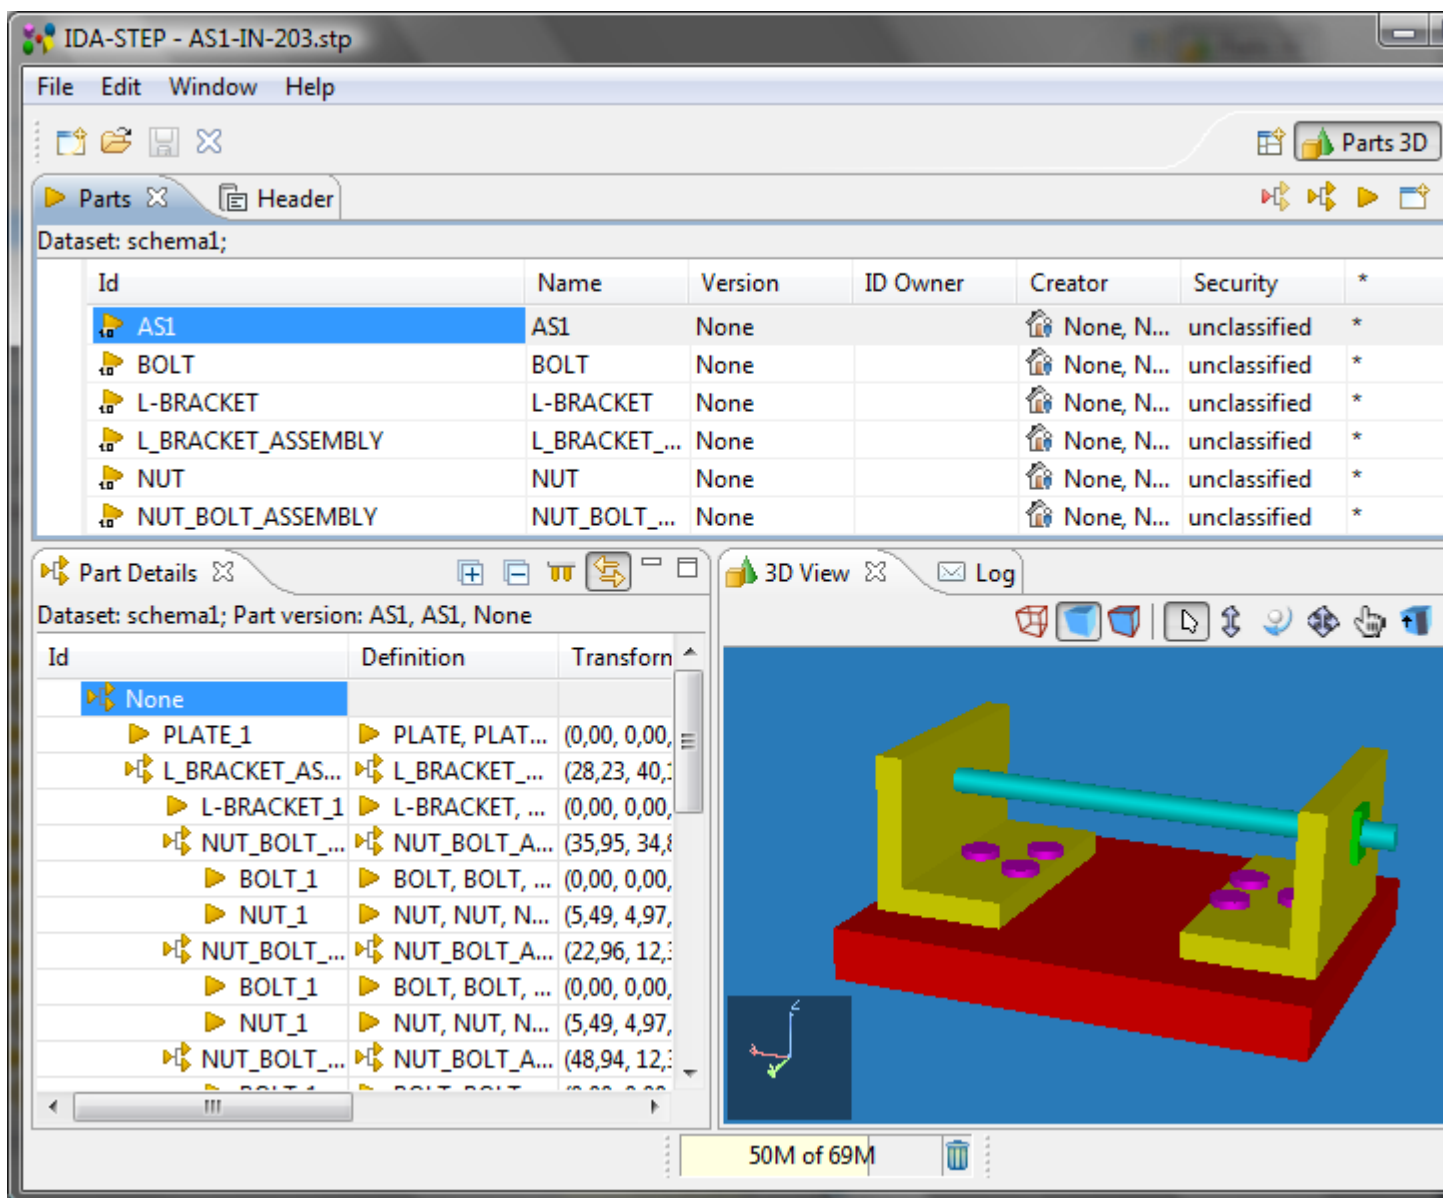 IDA-STEP - AS1-IN-203.stp
File Edit Window Help
Parts 3D
Parts Header
Dataset: schema1;
Id Name Version ID Owner Creator Security *
AS1 AS1 None None, N... unclassified *
BOLT BOLT None None, N... unclassified *
L-BRACKET L-BRACKET None None, N... unclassified *
L_BRACKET_ASSEMBLY L_BRACKET_... None None, N... unclassified *
NUT NUT None None, N... unclassified *
NUT_BOLT_ASSEMBLY NUT_BOLT_... None None, N... unclassified *
Part Details
Dataset: schema1; Part version: AS1, AS1, None
Id Definition Transform
None
PLATE_1 PLATE, PLAT... (0,00, 0,00,
L_BRACKET_AS... L_BRACKET_... (28,23, 40,
L-BRACKET_1 L-BRACKET, ... (0,00, 0,00,
NUT_BOLT_... NUT_BOLT_A... (35,95, 34,8
BOLT_1 BOLT, BOLT, ... (0,00, 0,00,
NUT_1 NUT, NUT, N... (5,49, 4,97,
NUT_BOLT_... NUT_BOLT_A... (22,96, 12,
BOLT_1 BOLT, BOLT, ... (0,00, 0,00,
NUT_1 NUT, NUT, N... (5,49, 4,97,
NUT_BOLT_... NUT_BOLT_A... (48,94, 12,
3D View Log
50M of 69M